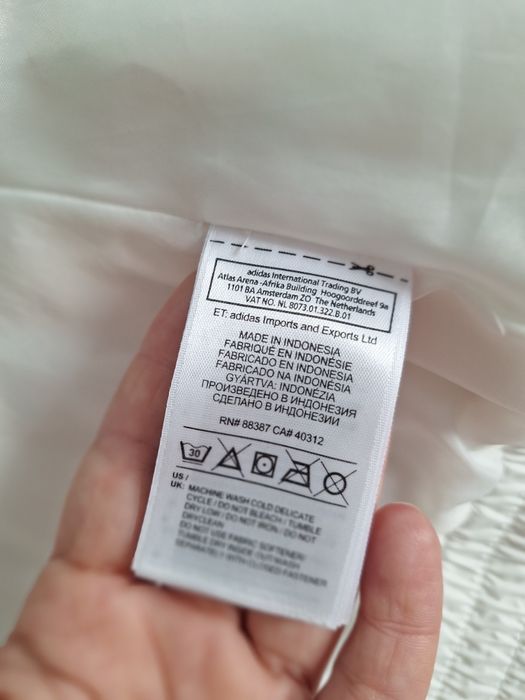 adidas International Trading BV
Atlas Arena -Afrika Building Hoogoorddreef 9a
1101 BA Amsterdam ZO The Netherlands
VAT NO. NL 8073.01.322.B.01
ET: adidas Imports and Exports Ltd
MADE IN INDONESIA
FABRIQUÉ EN INDONÉSIE
FABRICADO EN INDONESIA
FABRICADO NA INDONÉSIA
GYÁRTVA: INDONÉZIA
ПРОИЗВЕДЕНО В ИНДОНЕЗИЯ
СДЕЛАНО В ИНДОНЕЗИИ
RN# 88387 CA# 40312
30
US /
UK: MACHINE WASH COLD DELICATE
CYCLE / DO NOT BLEACH / TUMBLE
DRY LOW / DO NOT IRON / DO NOT
DRYCLEAN
DO NOT USE FABRIC SOFTENER/
TUMBLE DRY INSIDE OUT/WASH
SEPARATELY WITH CLOSED FASTENER